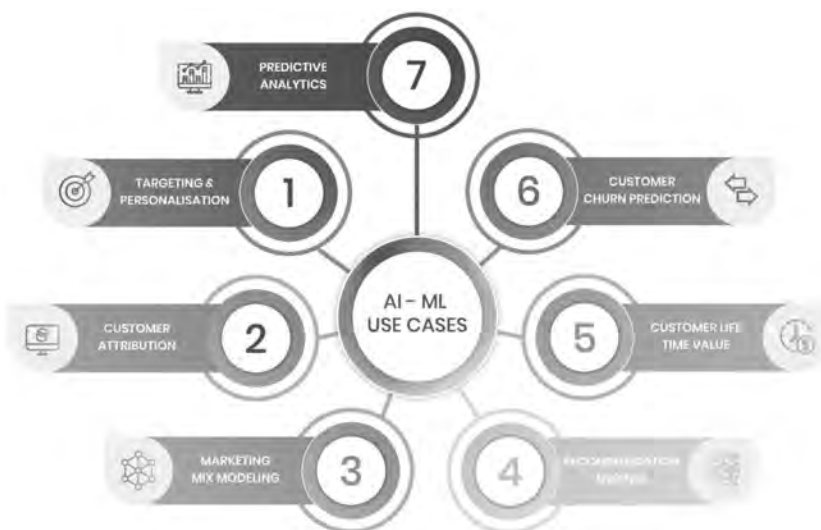 PREDICTIVE
ANALYTICS
7
TARGETING &
PERSONALISATION
1
6
CUSTOMER
CHURN PREDICTION
AI - ML
USE CASES
CUSTOMER
ATTRIBUTION
2
5
CUSTOMER LIFE
TIME VALUE
MARKETING
MIX MODELING
3
4